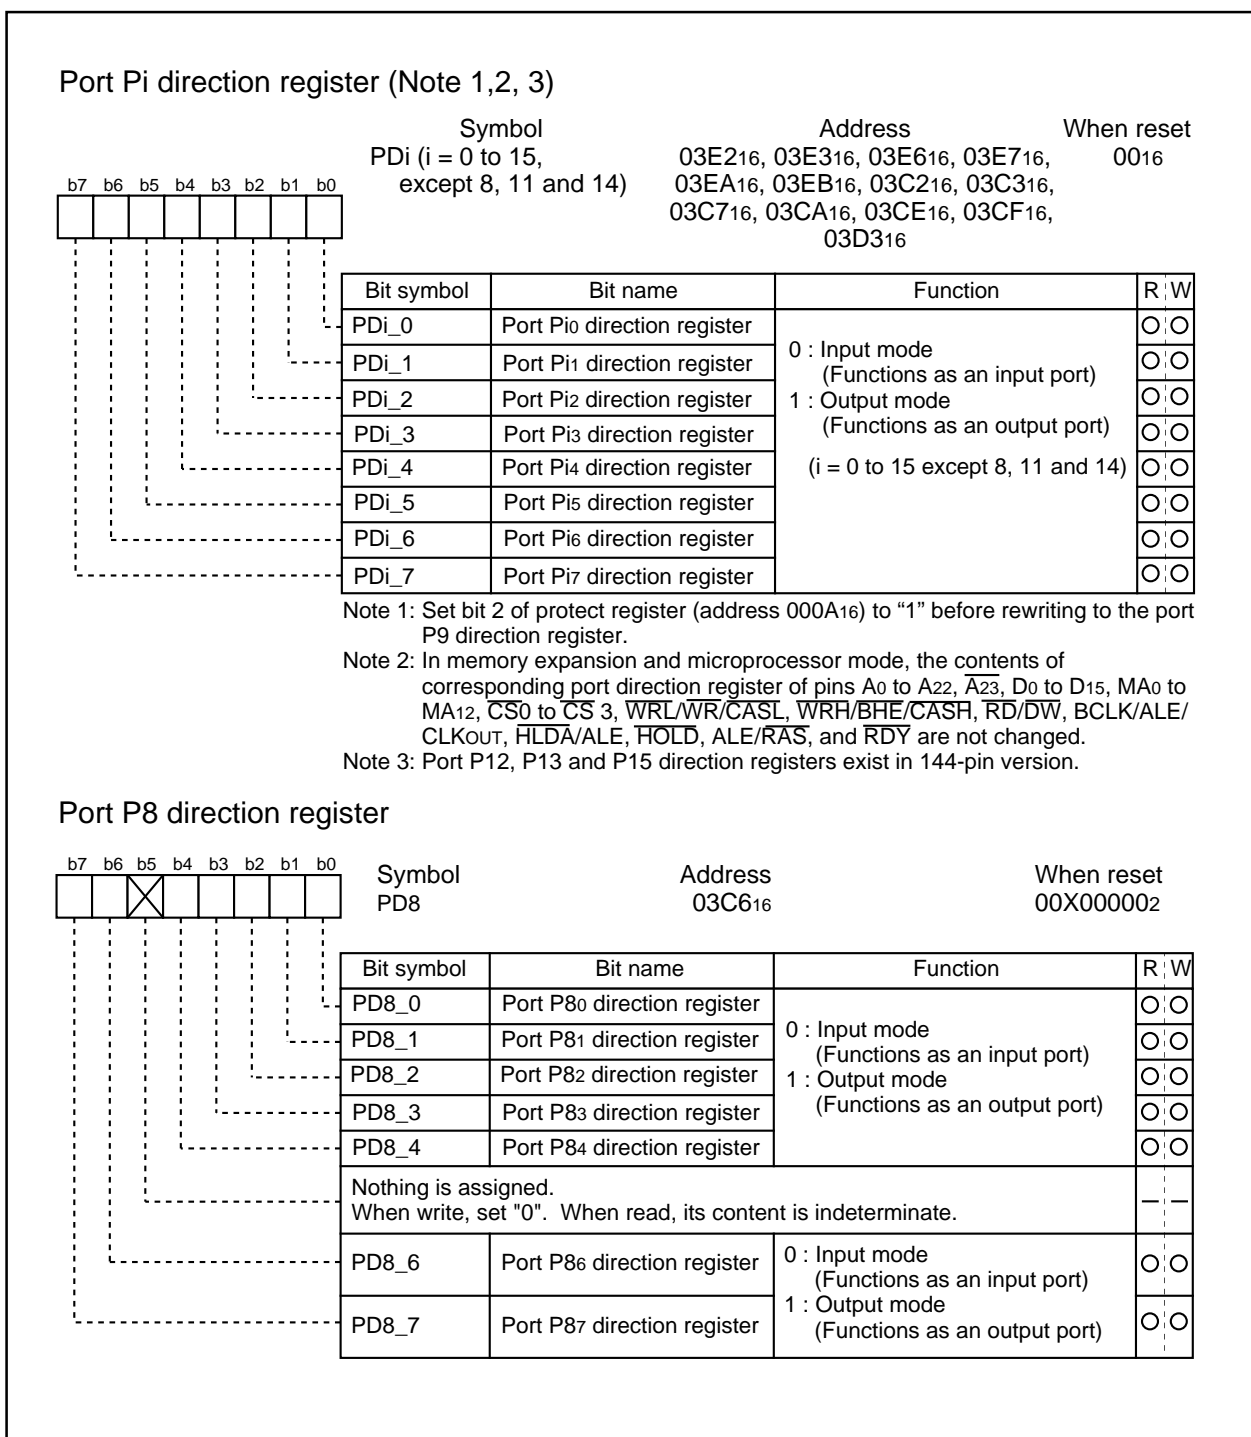 Port Pi direction register (Note 1,2, 3)
Symbol Address When reset
PDi (i = 0 to 15, 03E216, 03E316, 03E616, 03E716, 0016
except 8, 11 and 14) 03EA16, 03EB16, 03C216, 03C316,
03C716, 03CA16, 03CE16, 03CF16,
03D316
b7 b6 b5 b4 b3 b2 b1 b0
Bit symbol Bit name Function R W
PDi_0 Port Pi0 direction register
PDi_1 Port Pi1 direction register
PDi_2 Port Pi2 direction register
PDi_3 Port Pi3 direction register
PDi_4 Port Pi4 direction register
PDi_5 Port Pi5 direction register
PDi_6 Port Pi6 direction register
PDi_7 Port Pi7 direction register
0 : Input mode
(Functions as an input port)
1 : Output mode
(Functions as an output port)
(i = 0 to 15 except 8, 11 and 14)
Note 1: Set bit 2 of protect register (address 000A16) to “1” before rewriting to the port
P9 direction register.
Note 2: In memory expansion and microprocessor mode, the contents of
corresponding port direction register of pins A0 to A22, A23, D0 to D15, MA0 to
MA12, CS0 to CS 3, WRL/WR/CASL, WRH/BHE/CASH, RD/DW, BCLK/ALE/
CLKOUT, HLDA/ALE, HOLD, ALE/RAS, and RDY are not changed.
Note 3: Port P12, P13 and P15 direction registers exist in 144-pin version.
Port P8 direction register
b7 b6 b5 b4 b3 b2 b1 b0
Symbol Address When reset
PD8 03C616 00X000002
Bit symbol Bit name Function R W
PD8_0 Port P80 direction register
PD8_1 Port P81 direction register
PD8_2 Port P82 direction register
PD8_3 Port P83 direction register
PD8_4 Port P84 direction register
0 : Input mode
(Functions as an input port)
1 : Output mode
(Functions as an output port)
Nothing is assigned.
When write, set "0". When read, its content is indeterminate.
PD8_6 Port P86 direction register
PD8_7 Port P87 direction register
0 : Input mode
(Functions as an input port)
1 : Output mode
(Functions as an output port)